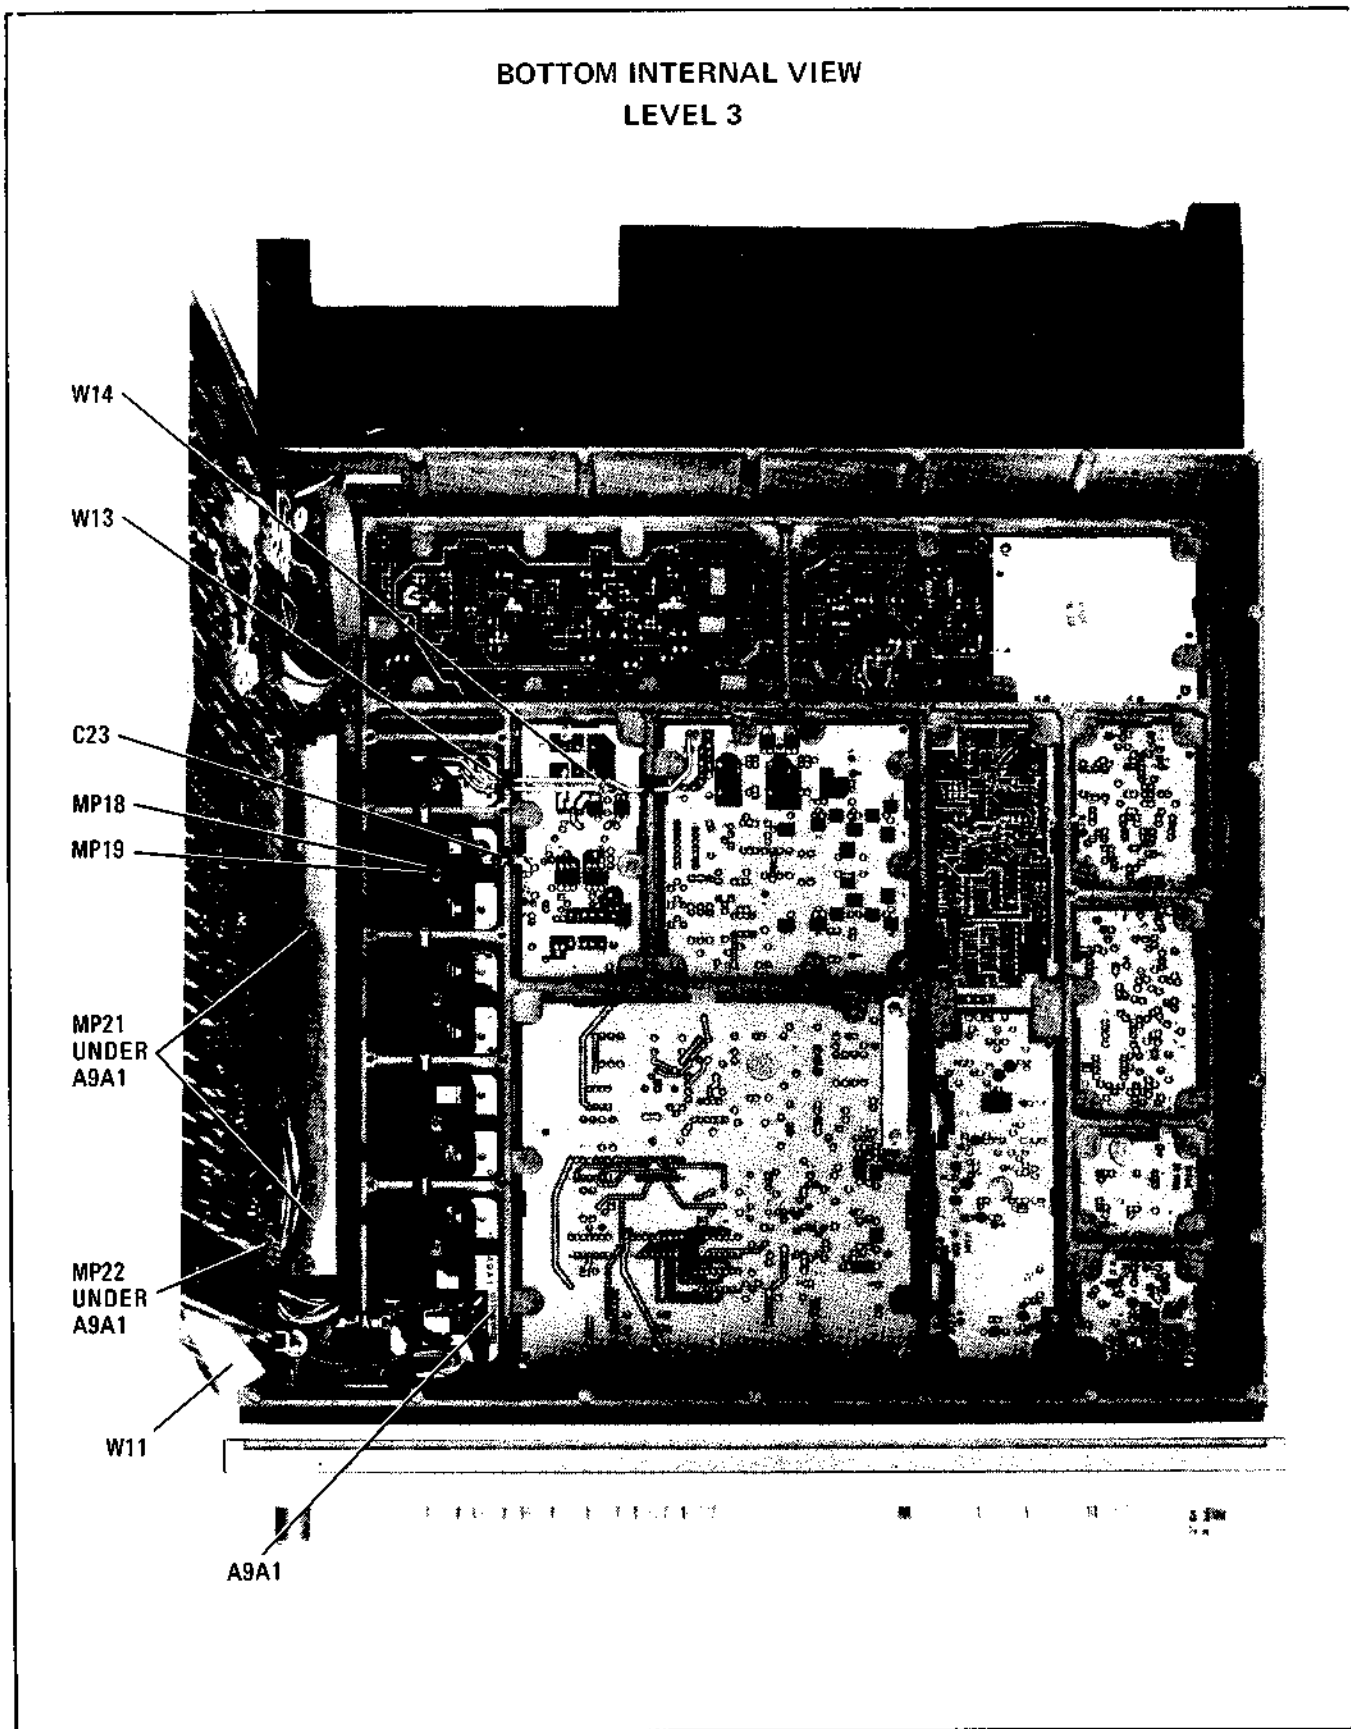 BOTTOM INTERNAL VIEW
LEVEL 3
W14
W13
C23
MP18
MP19
MP21
UNDER
A9A1
MP22
UNDER
A9A1
W11
A9A1